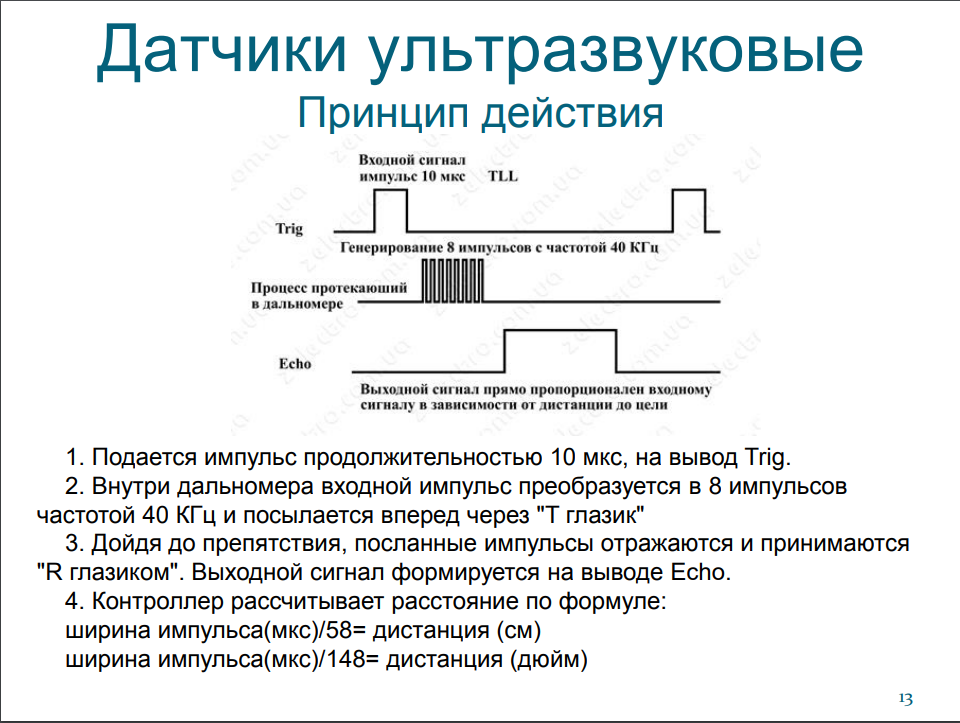 Датчики ультразвуковые
Принцип действия
Входной сигнал
импульс 10 мкс TLL
Trig
Генерирование 8 импульсов с частотой 40 КГц
Процесс протекаюший
в дальномере
Echo
Выходной сигнал прямо пропорционален входному
сигналу в зависимости от дистанции до цели
1. Подается импульс продолжительностью 10 мкс, на вывод Trig.
2. Внутри дальномера входной импульс преобразуется в 8 импульсов
частотой 40 КГц и посылается вперед через "T глазик"
3. Дойдя до препятствия, посланные импульсы отражаются и принимаются
"R глазиком". Выходной сигнал формируется на выводе Echo.
4. Контроллер рассчитывает расстояние по формуле:
ширина импульса(мкс)/58= дистанция (см)
ширина импульса(мкс)/148= дистанция (дюйм)
13